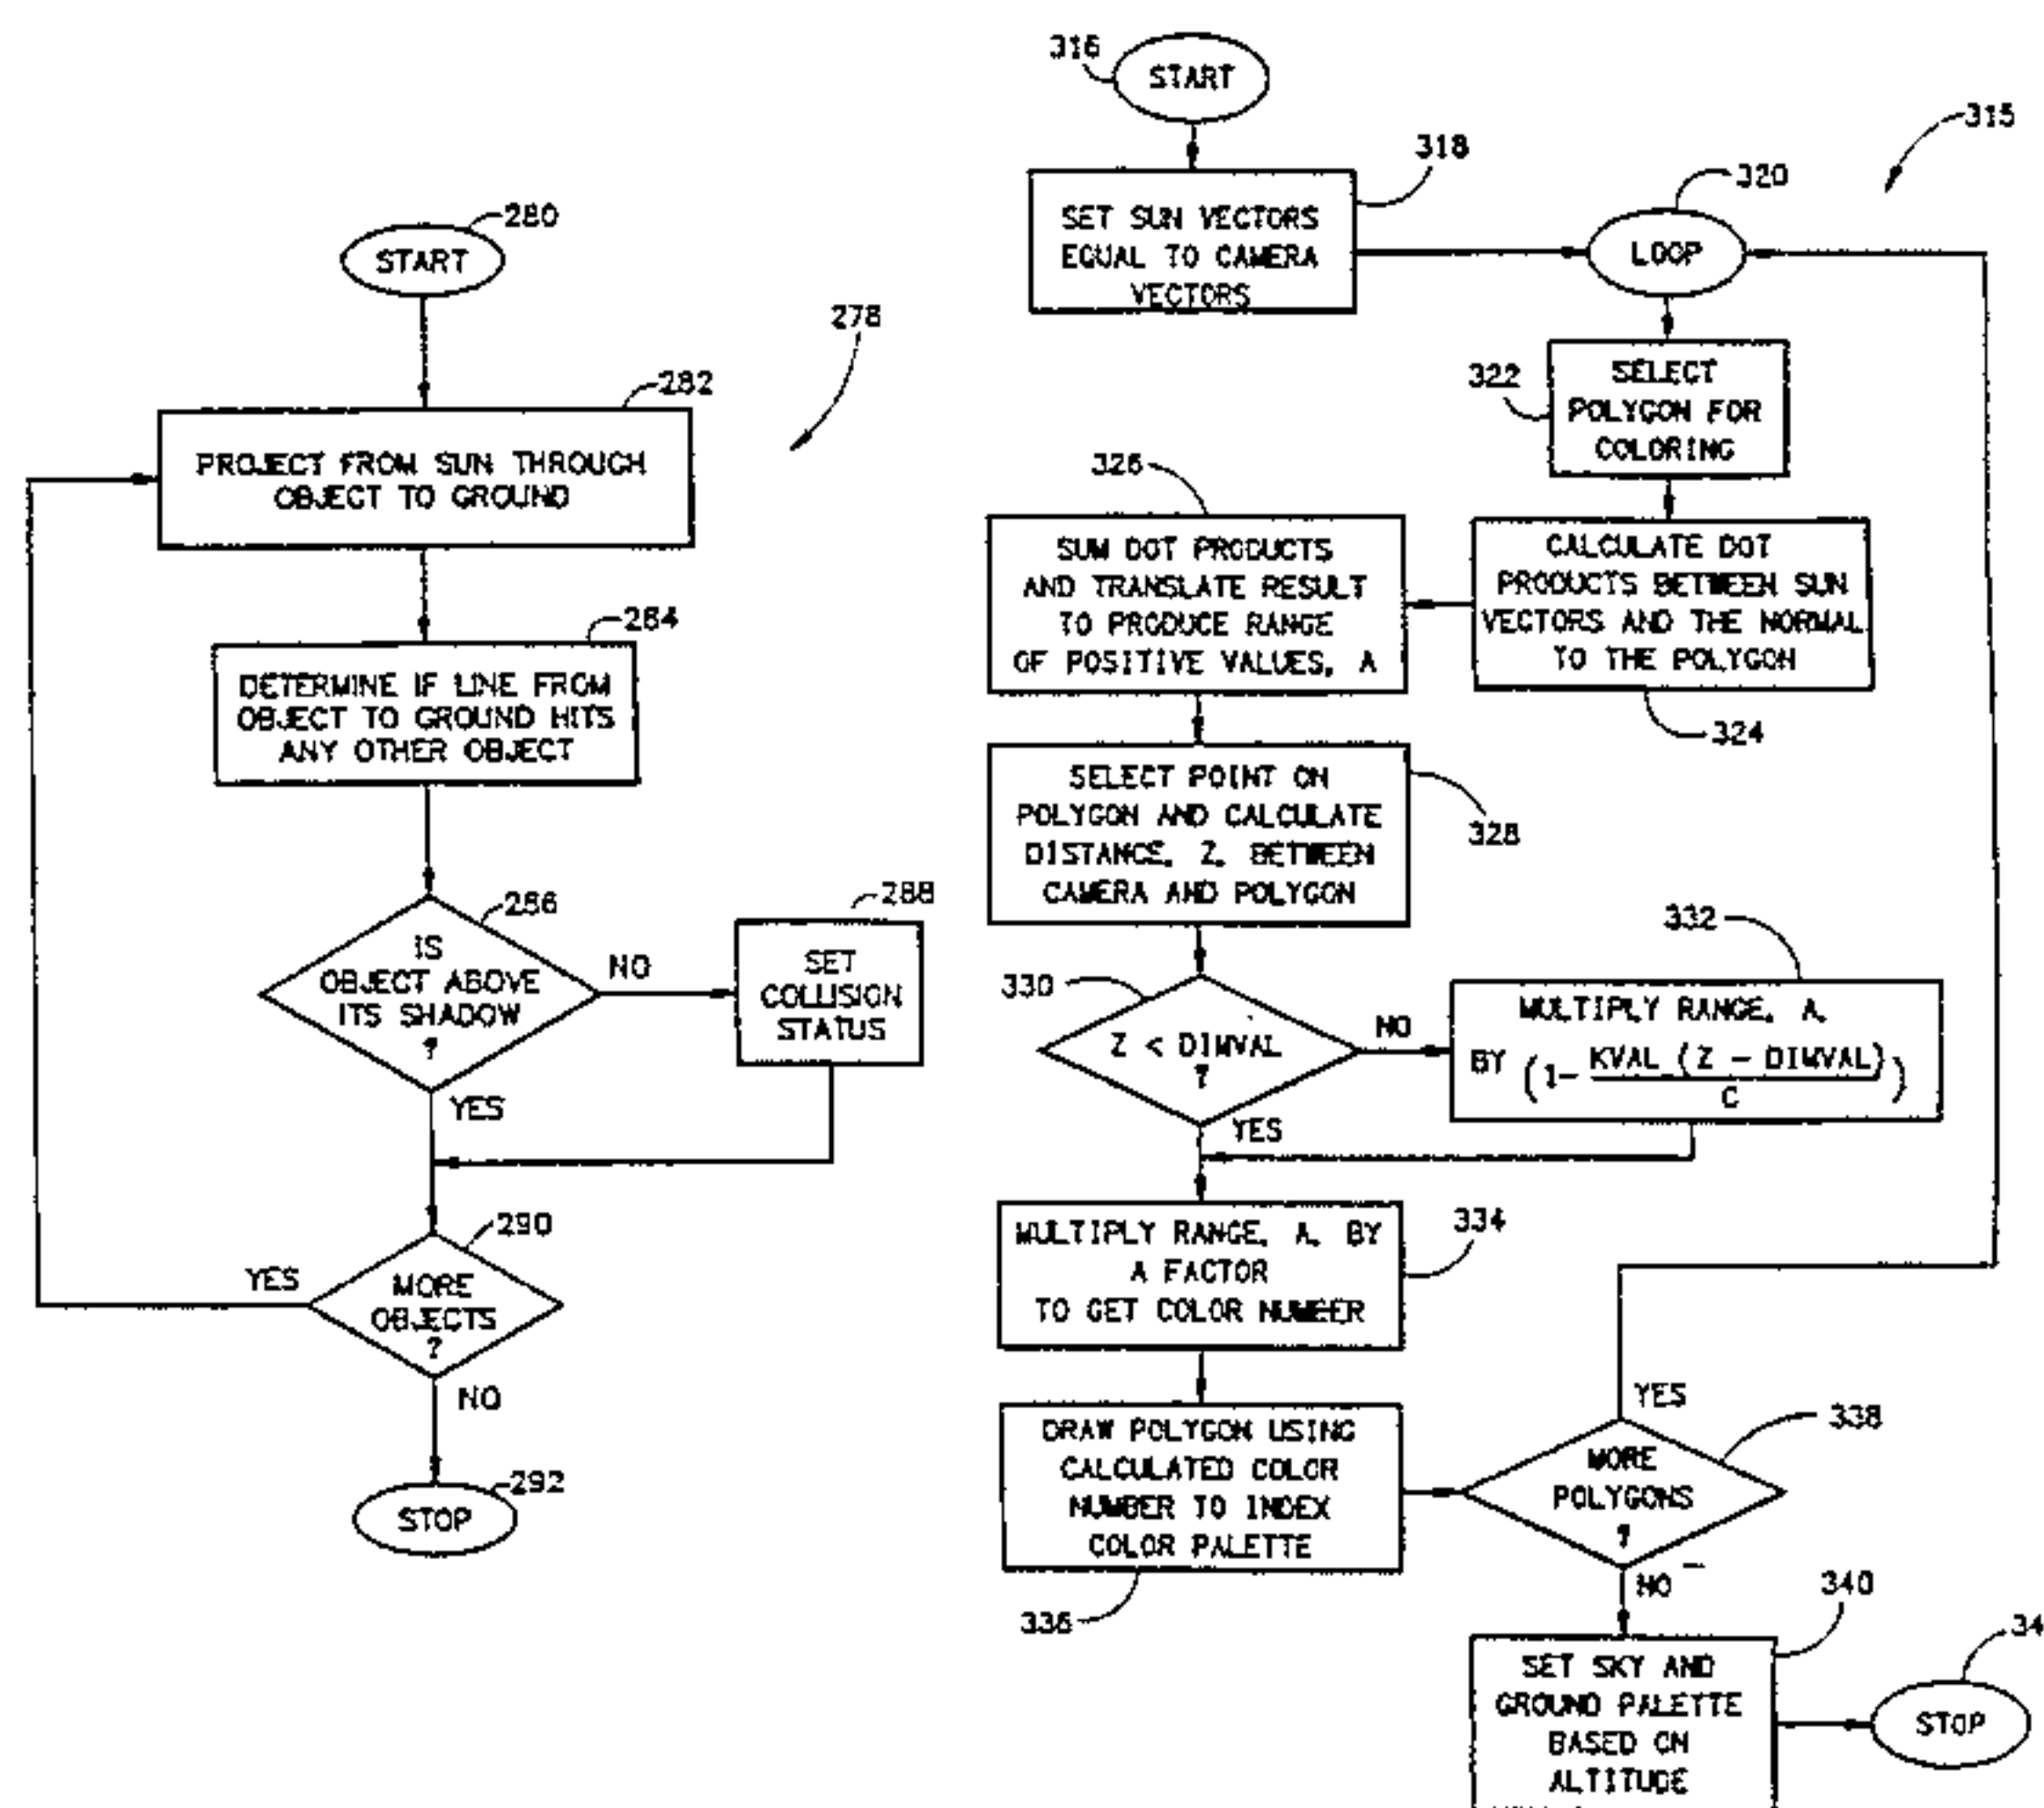 280
START
278
282
PROJECT FROM SUN THROUGH
OBJECT TO GROUND
284
DETERMINE IF LINE FROM
OBJECT TO GROUND HITS
ANY OTHER OBJECT
286
IS
OBJECT ABOVE
ITS SHADOW
?
NO
288
SET
COLLISION
STATUS
YES
290
MORE
OBJECTS
?
YES
NO
292
STOP
316
START
315
318
SET SUN VECTORS
EQUAL TO CAMERA
VECTORS
320
LOOP
322
SELECT
POLYGON FOR
COLORING
CALCULATE DOT
PRODUCTS BETWEEN SUN
VECTORS AND THE NORMAL
TO THE POLYGON
324
326
SUM DOT PRODUCTS
AND TRANSLATE RESULT
TO PRODUCE RANGE
OF POSITIVE VALUES, A
SELECT POINT ON
POLYGON AND CALCULATE
DISTANCE, Z, BETWEEN
CAMERA AND POLYGON
328
330
Z < DIMVAL
?
NO
332
MULTIPLY RANGE, A,
BY (1- KVAL (Z - DIMVAL)
C )
YES
MULTIPLY RANGE, A, BY
A FACTOR
TO GET COLOR NUMBER
334
DRAW POLYGON USING
CALCULATED COLOR
NUMBER TO INDEX
COLOR PALETTE
336
YES
338
MORE
POLYGONS
?
NO
340
SET SKY AND
GROUND PALETTE
BASED ON
ALTITUDE
34
STOP